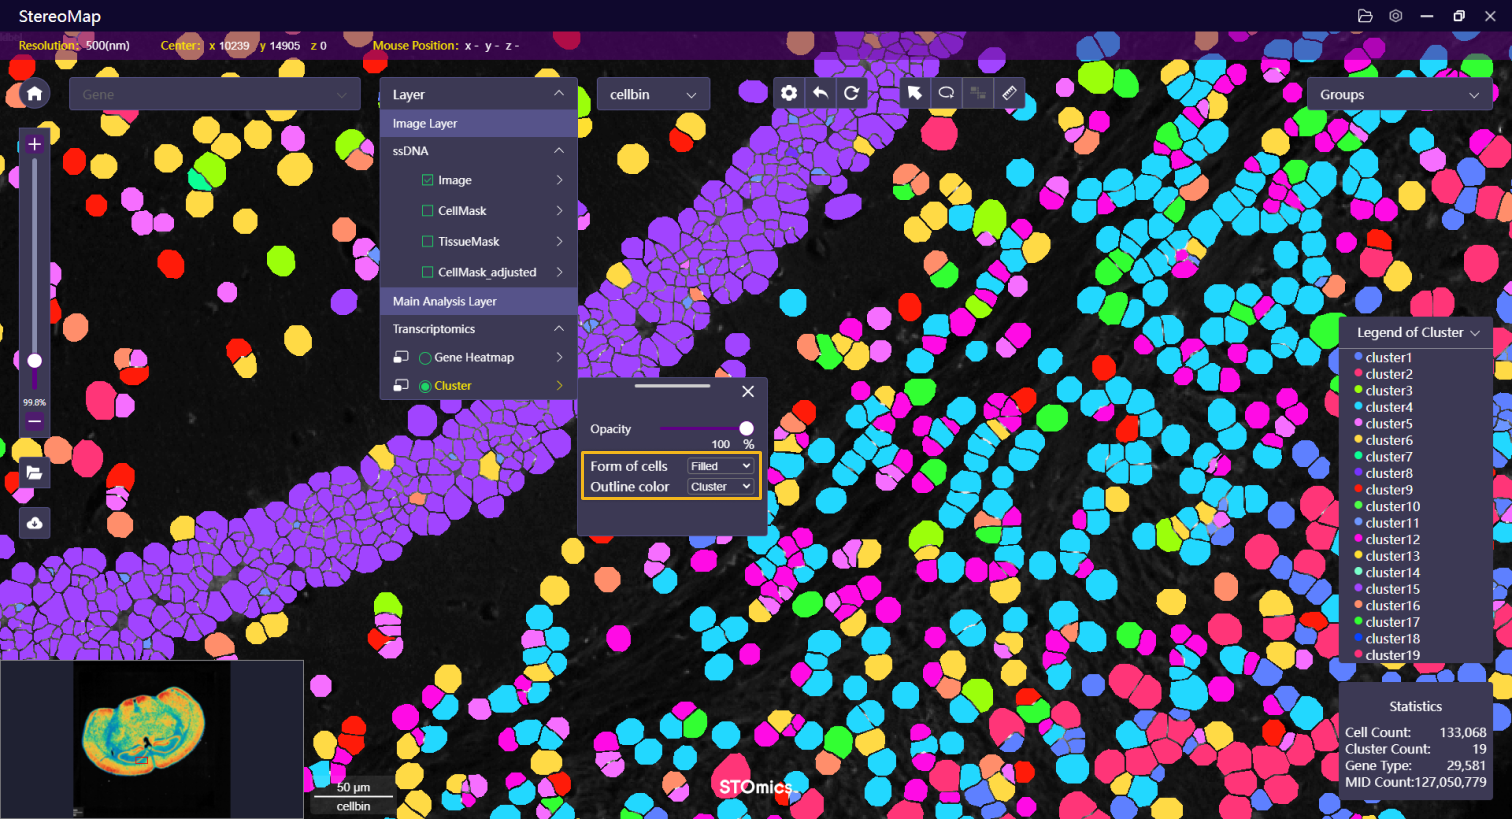 StereoMap
Resolution: 500(nm) Center: x 10239 y 14905 z 0 Mouse Position: x - y - z -
Gene
Layer
cellbin
Groups
Image Layer
ssDNA
Image
CellMask
TissueMask
CellMask_adjusted
Main Analysis Layer
Transcriptomics
Gene Heatmap
Cluster
99.8%
Opacity
100 %
Form of cells Filled
Outline color Cluster
Legend of Cluster
cluster1
cluster2
cluster3
cluster4
cluster5
cluster6
cluster7
cluster8
cluster9
cluster10
cluster11
cluster12
cluster13
cluster14
cluster15
cluster16
cluster17
cluster18
cluster19
Statistics
Cell Count: 133,068
Cluster Count: 19
Gene Type: 29,581
MID Count:127,050,779
50 μm
cellbin
STOmics